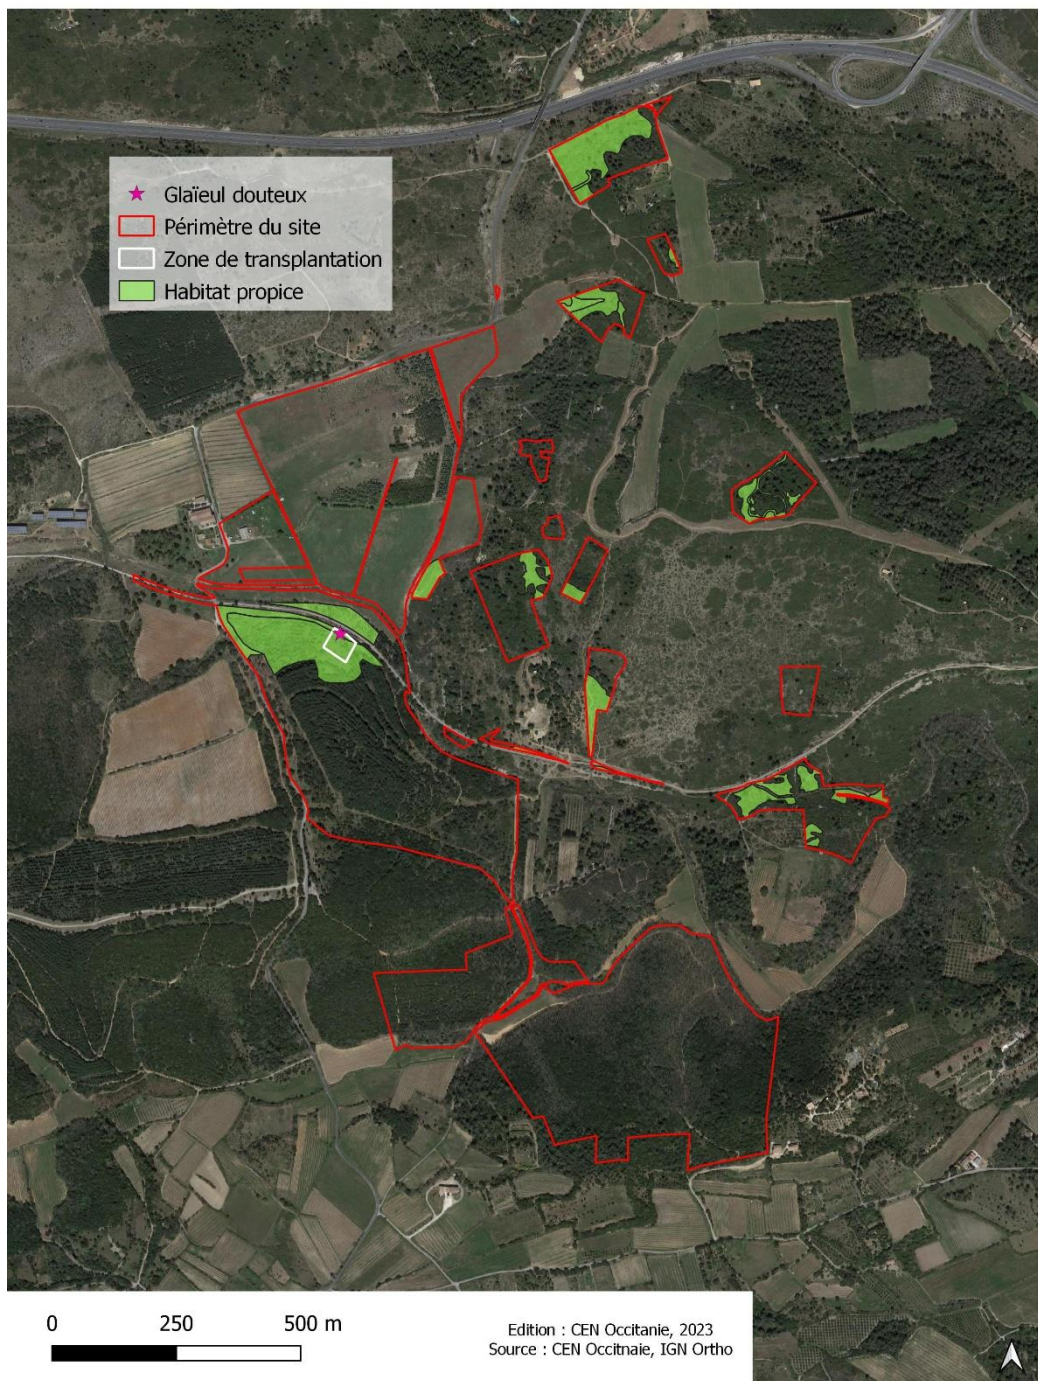 Glaïeul douteux
Périmètre du site
Zone de transplantation
Habitat propice
0 250 500 m
Edition : CEN Occitanie, 2023
Source : CEN Occitnaie, IGN Ortho